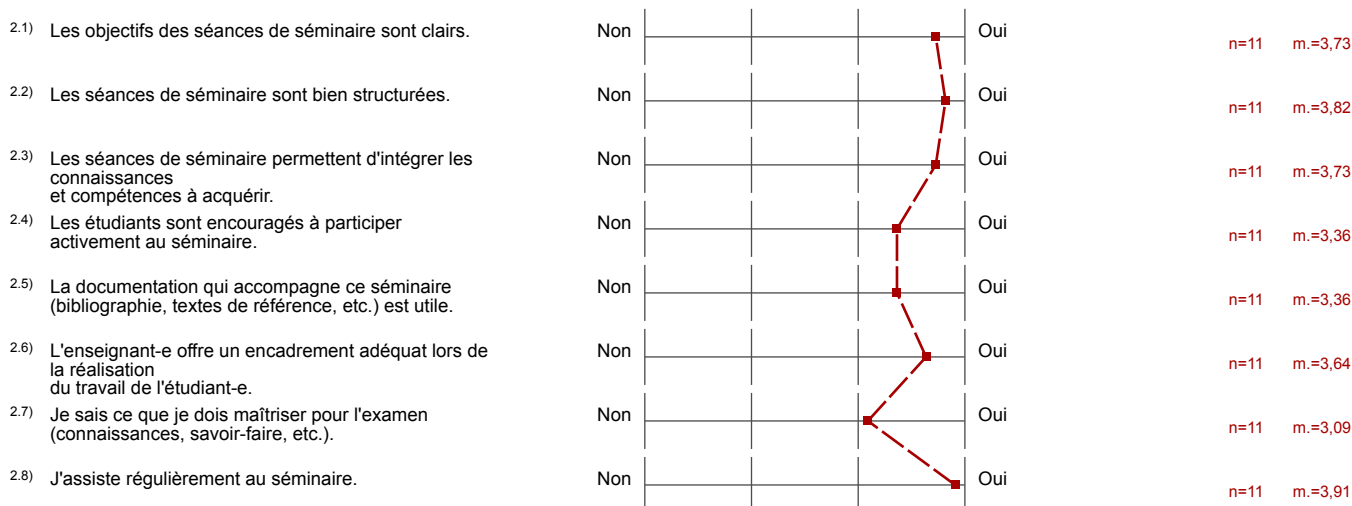 2.1) Les objectifs des séances de séminaire sont clairs. Non Oui n=11 m.=3,73
2.2) Les séances de séminaire sont bien structurées. Non Oui n=11 m.=3,82
2.3) Les séances de séminaire permettent d'intégrer les Non Oui n=11 m.=3,73
connaissances
et compétences à acquérir.
2.4) Les étudiants sont encouragés à participer Non Oui n=11 m.=3,36
activement au séminaire.
2.5) La documentation qui accompagne ce séminaire Non Oui n=11 m.=3,36
(bibliographie, textes de référence, etc.) est utile.
2.6) L'enseignant-e offre un encadrement adéquat lors de Non Oui n=11 m.=3,64
la réalisation
du travail de l'étudiant-e.
2.7) Je sais ce que je dois maîtriser pour l'examen Non Oui n=11 m.=3,09
(connaissances, savoir-faire, etc.).
2.8) J'assiste régulièrement au séminaire. Non Oui n=11 m.=3,91